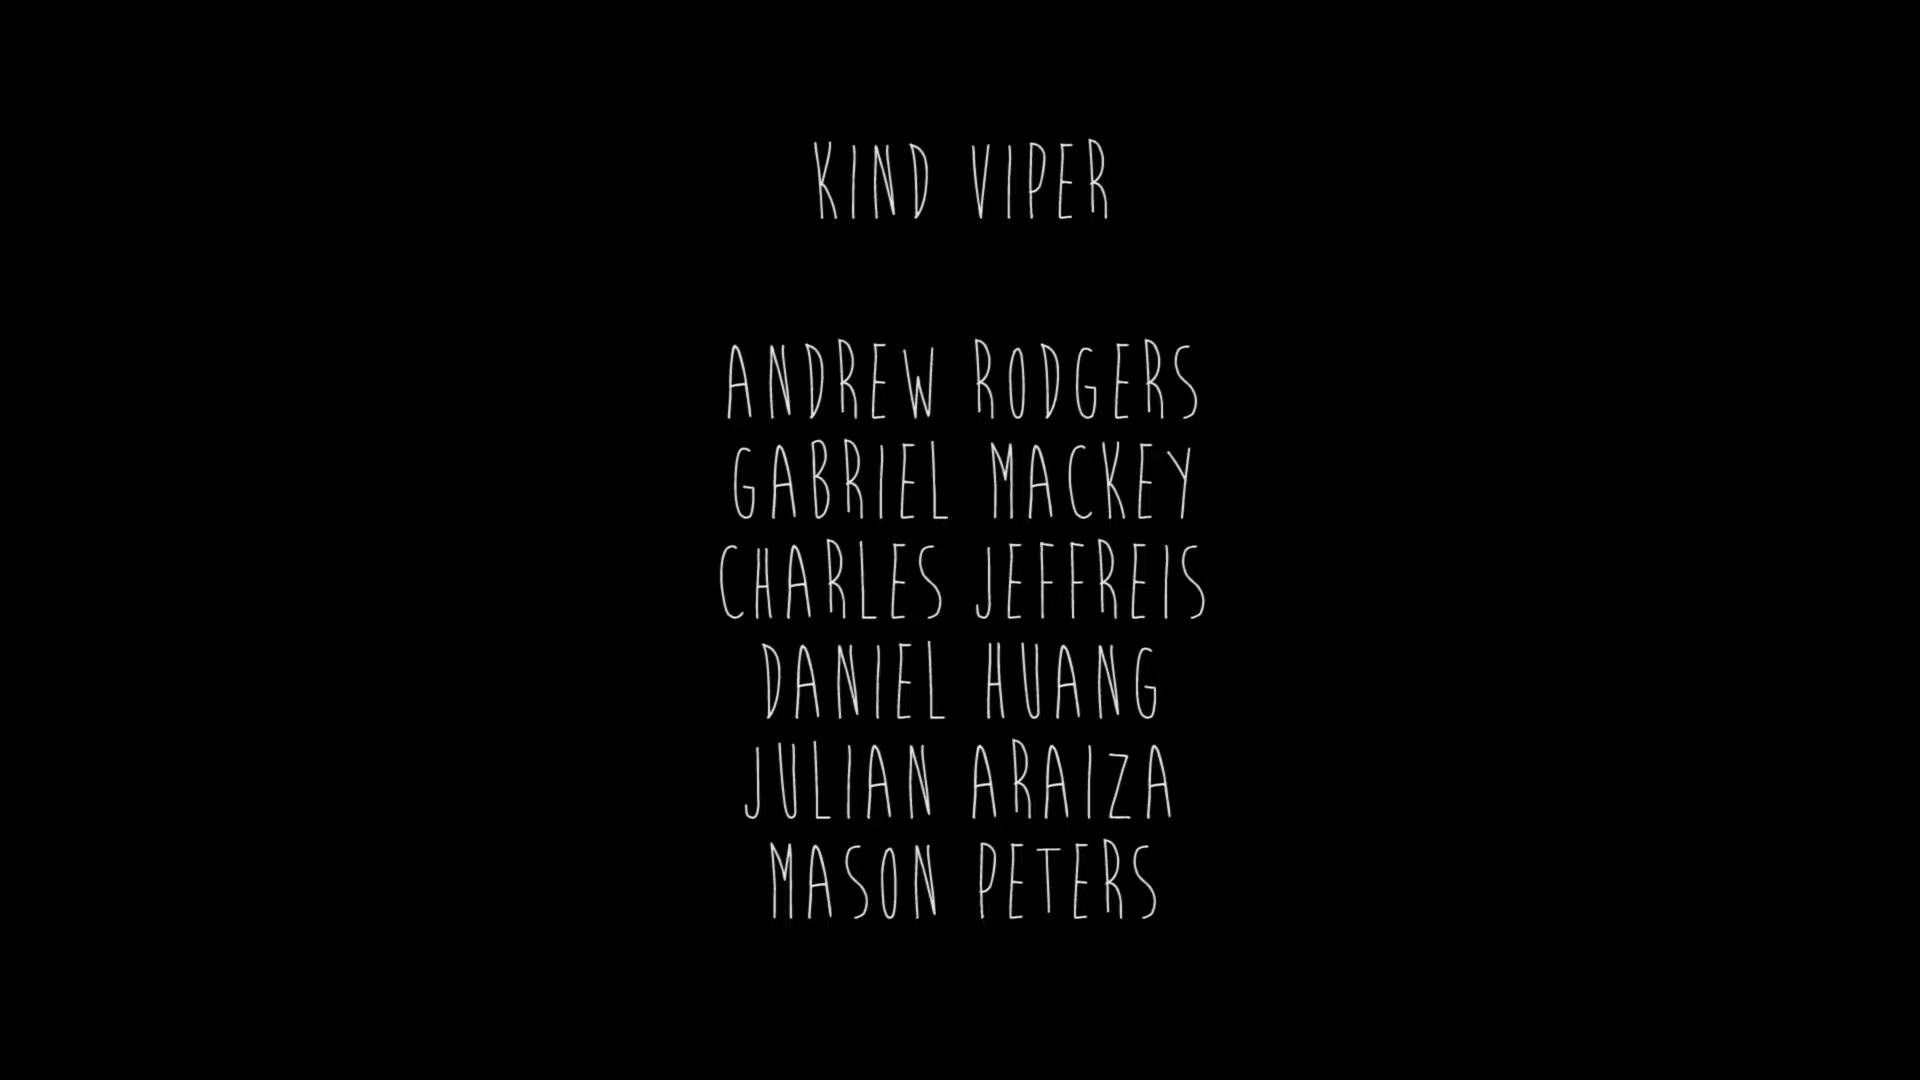 KIND VIPER
ANDREW RODGERS
GABRIEL MACKEY
CHARLES JEFFREIS
DANIEL HUANG
JULIAN ARAIZA
MASON PETERS